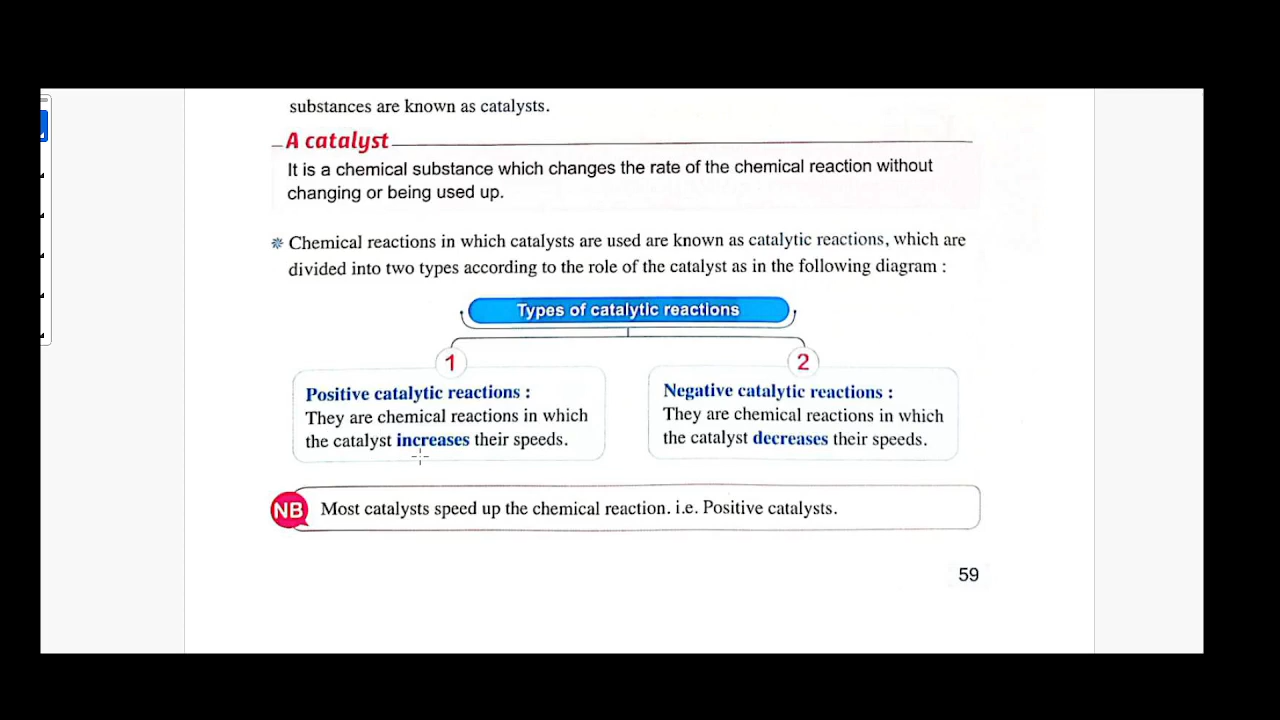 substances are known as catalysts.
A catalyst
It is a chemical substance which changes the rate of the chemical reaction without
changing or being used up.
Chemical reactions in which catalysts are used are known as catalytic reactions, which are
divided into two types according to the role of the catalyst as in the following diagram :
Types of catalytic reactions
1
Positive catalytic reactions :
They are chemical reactions in which
the catalyst increases their speeds.
2
Negative catalytic reactions :
They are chemical reactions in which
the catalyst decreases their speeds.
NB Most catalysts speed up the chemical reaction. i.e. Positive catalysts.
59